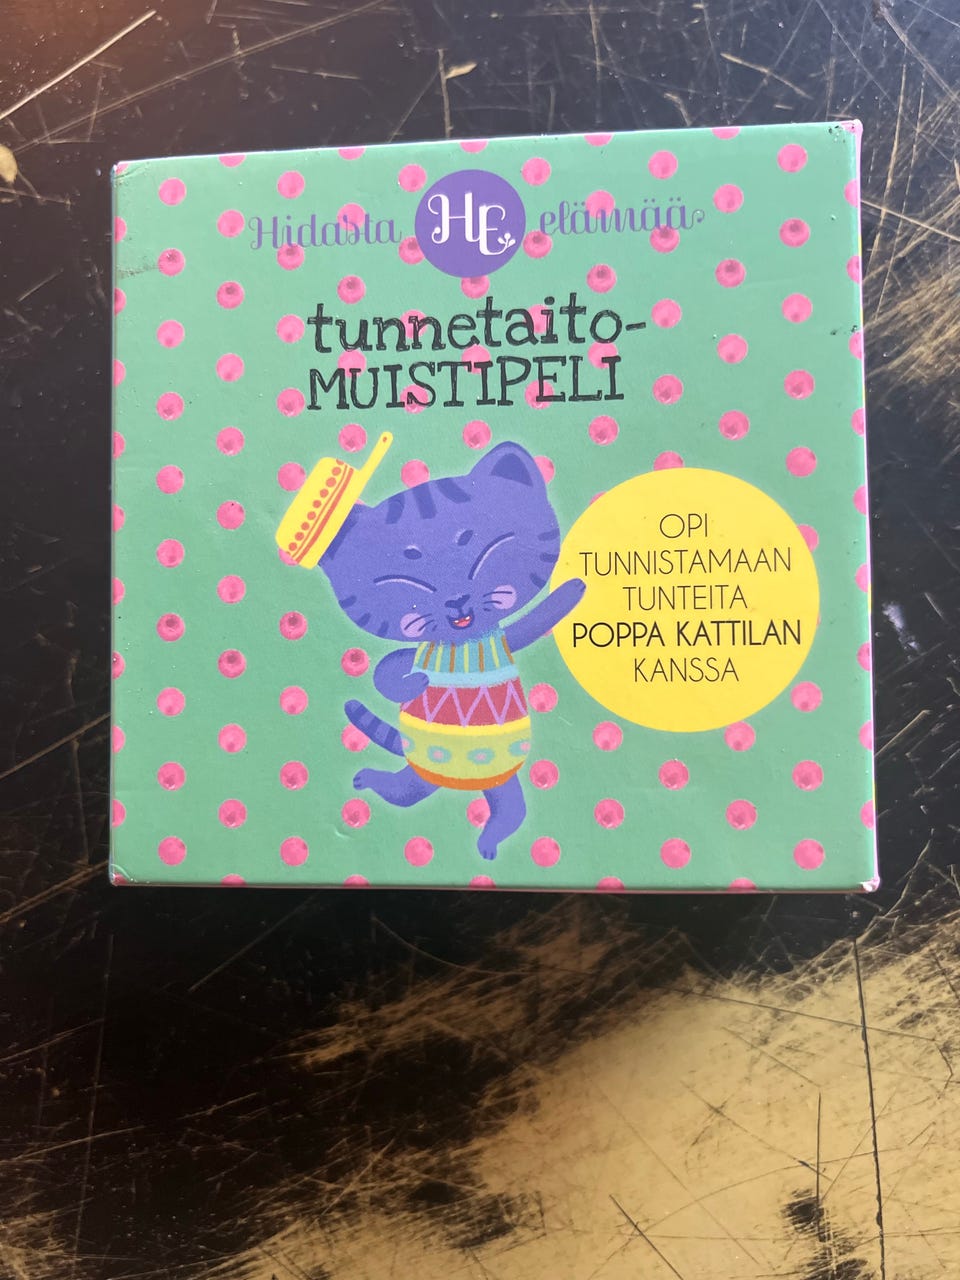 Hidasta HE elämää
tunnetaito-
MUISTIPELI
OPI
TUNNISTAMAAN
TUNTEITA
POPPA KATTILAN
KANSSA